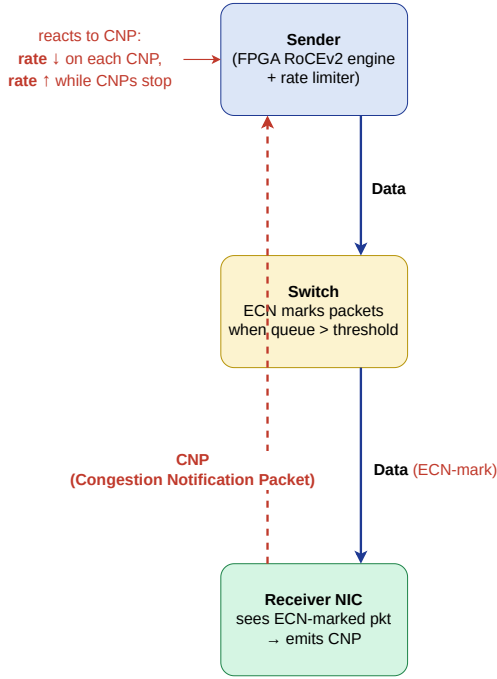 reacts to CNP:
rate ↓ on each CNP,
rate ↑ while CNPs stop
Sender
(FPGA RoCEv2 engine
+ rate limiter)
Data
Switch
ECN marks packets
when queue > threshold
CNP
(Congestion Notification Packet)
Data (ECN-mark)
Receiver NIC
sees ECN-marked pkt
→ emits CNP